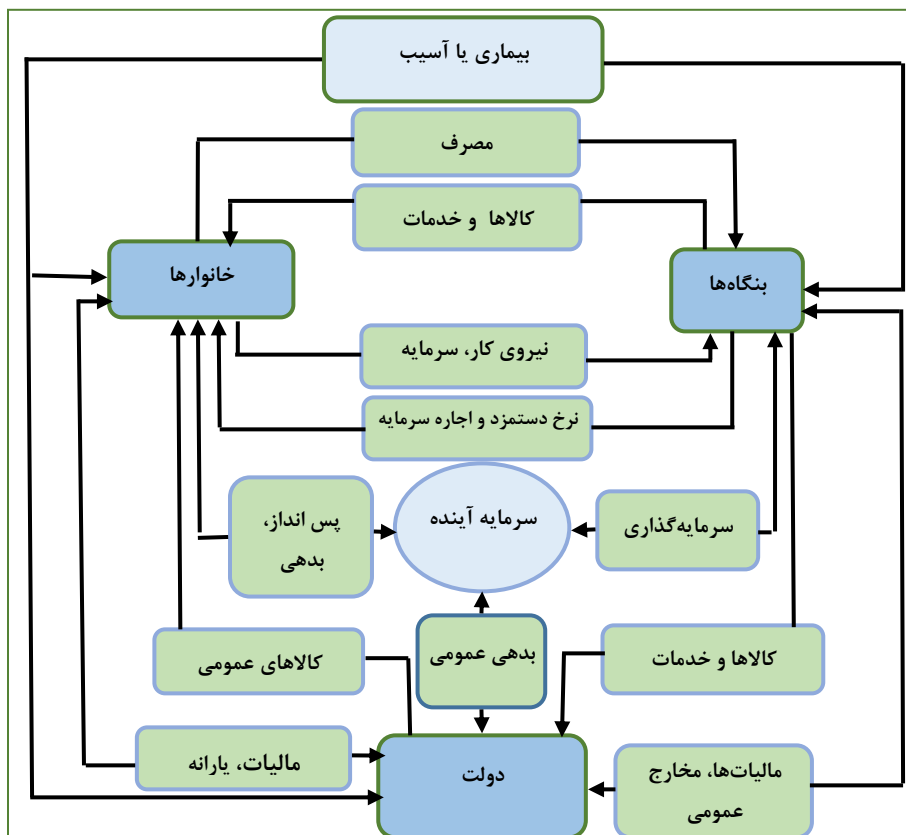 بیماری یا آسیب
مصرف
کالاها و خدمات
خانوارها
بنگاه‌ها
نیروی کار، سرمایه
نرخ دستمزد و اجاره سرمایه
سرمایه آینده
سرمایه‌گذاری
پس انداز،
بدهی
بدهی عمومی
کالاها و خدمات
کالاهای عمومی
مالیات، یارانه
دولت
مالیات‌ها، مخارج
عمومی